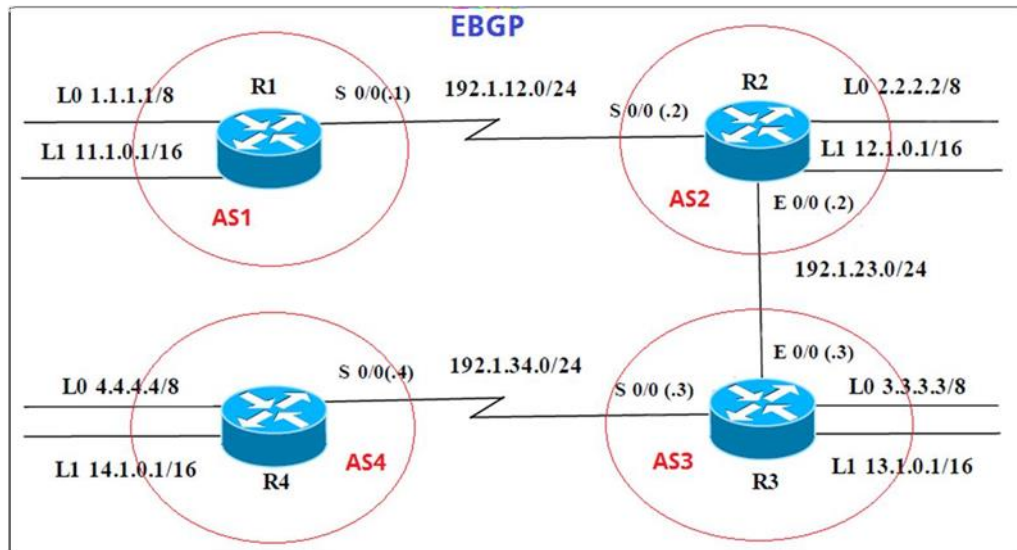 EBGP
R1
L0 1.1.1.1/8
S 0/0(.1)
192.1.12.0/24
L1 11.1.0.1/16
AS1
R2
L0 2.2.2.2/8
S 0/0 (.2)
L1 12.1.0.1/16
AS2
E 0/0 (.2)
192.1.23.0/24
L0 4.4.4.4/8
S 0/0(.4)
192.1.34.0/24
L1 14.1.0.1/16
AS4
R4
E 0/0 (.3)
S 0/0 (.3)
L0 3.3.3.3/8
AS3
L1 13.1.0.1/16
R3